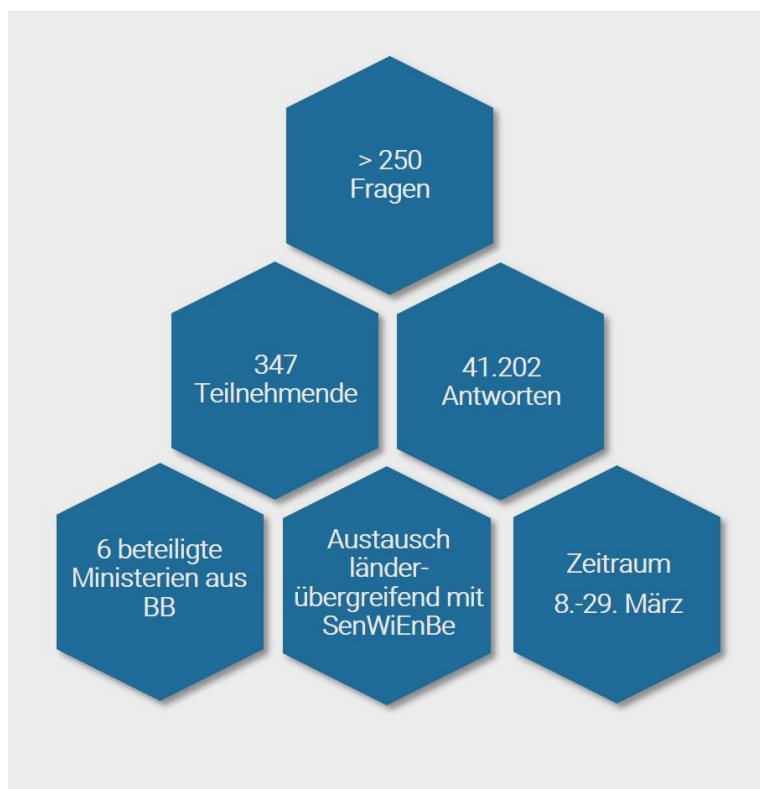 > 250
Fragen
347
Teilnehmende
41.202
Antworten
6 beteiligte
Ministerien aus
BB
Austausch
länder-
übergreifend mit
SenWiEnBe
Zeitraum
8.-29. März